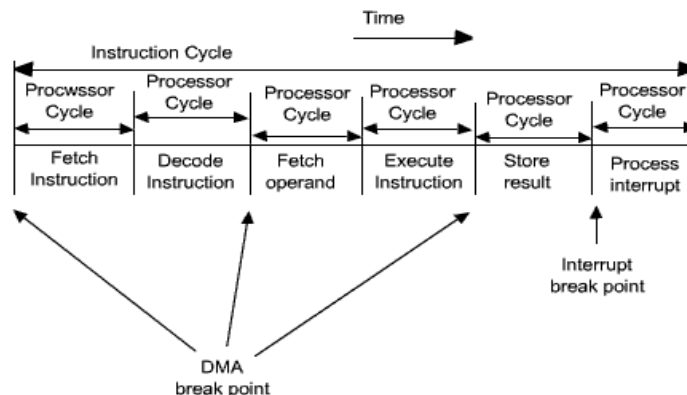 Time
Instruction Cycle
Procwssor
Cycle
Processor
Cycle
Processor
Cycle
Processor
Cycle
Processor
Cycle
Processor
Cycle
Fetch
Instruction
Decode
Instruction
Fetch
operand
Execute
Instruction
Store
result
Process
interrupt
Interrupt
break point
DMA
break point